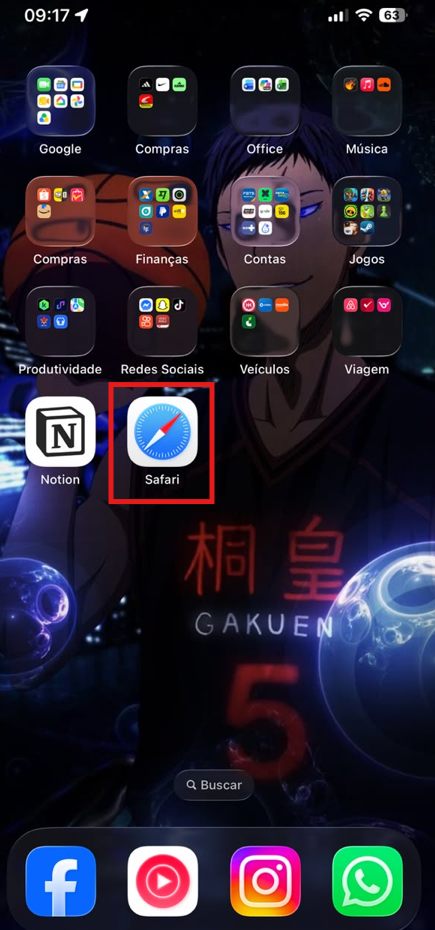 09:17
63
Google
Compras
Office
Música
Compras
Finanças
Contas
Jogos
Produtividade
Redes Sociais
Veículos
Viagem
Notion
Safari
桐皇
GAKUEN
5
Buscar